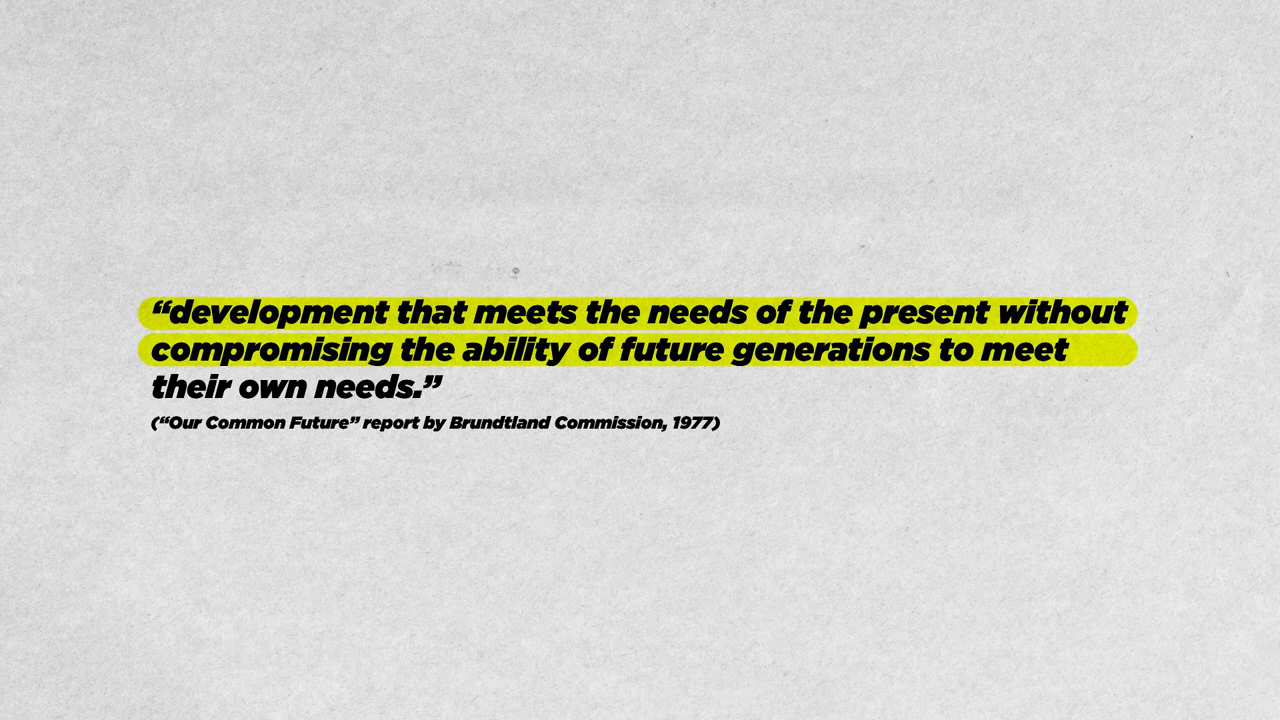 “development that meets the needs of the present without
compromising the ability of future generations to meet
their own needs.”
(“Our Common Future” report by Brundtland Commission, 1977)